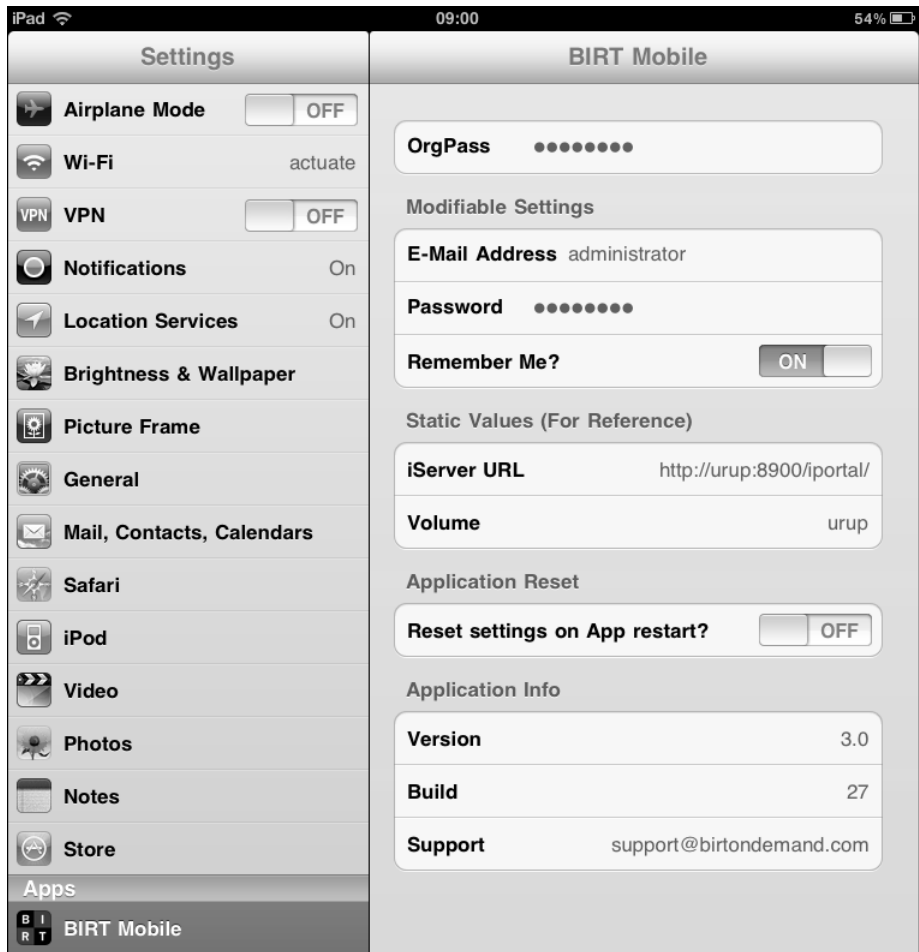 iPad 09:00 54%
Settings
Airplane Mode OFF
Wi-Fi actuate
VPN VPN OFF
Notifications On
Location Services On
Brightness & Wallpaper
Picture Frame
General
Mail, Contacts, Calendars
Safari
iPod
Video
Photos
Notes
Store
Apps
B I
R T
BIRT Mobile
BIRT Mobile
OrgPass ●●●●●●●●
Modifiable Settings
E-Mail Address administrator
Password ●●●●●●●●
Remember Me? ON
Static Values (For Reference)
iServer URL http://urup:8900/iportal/
Volume urup
Application Reset
Reset settings on App restart? OFF
Application Info
Version 3.0
Build 27
Support support@birtondemand.com